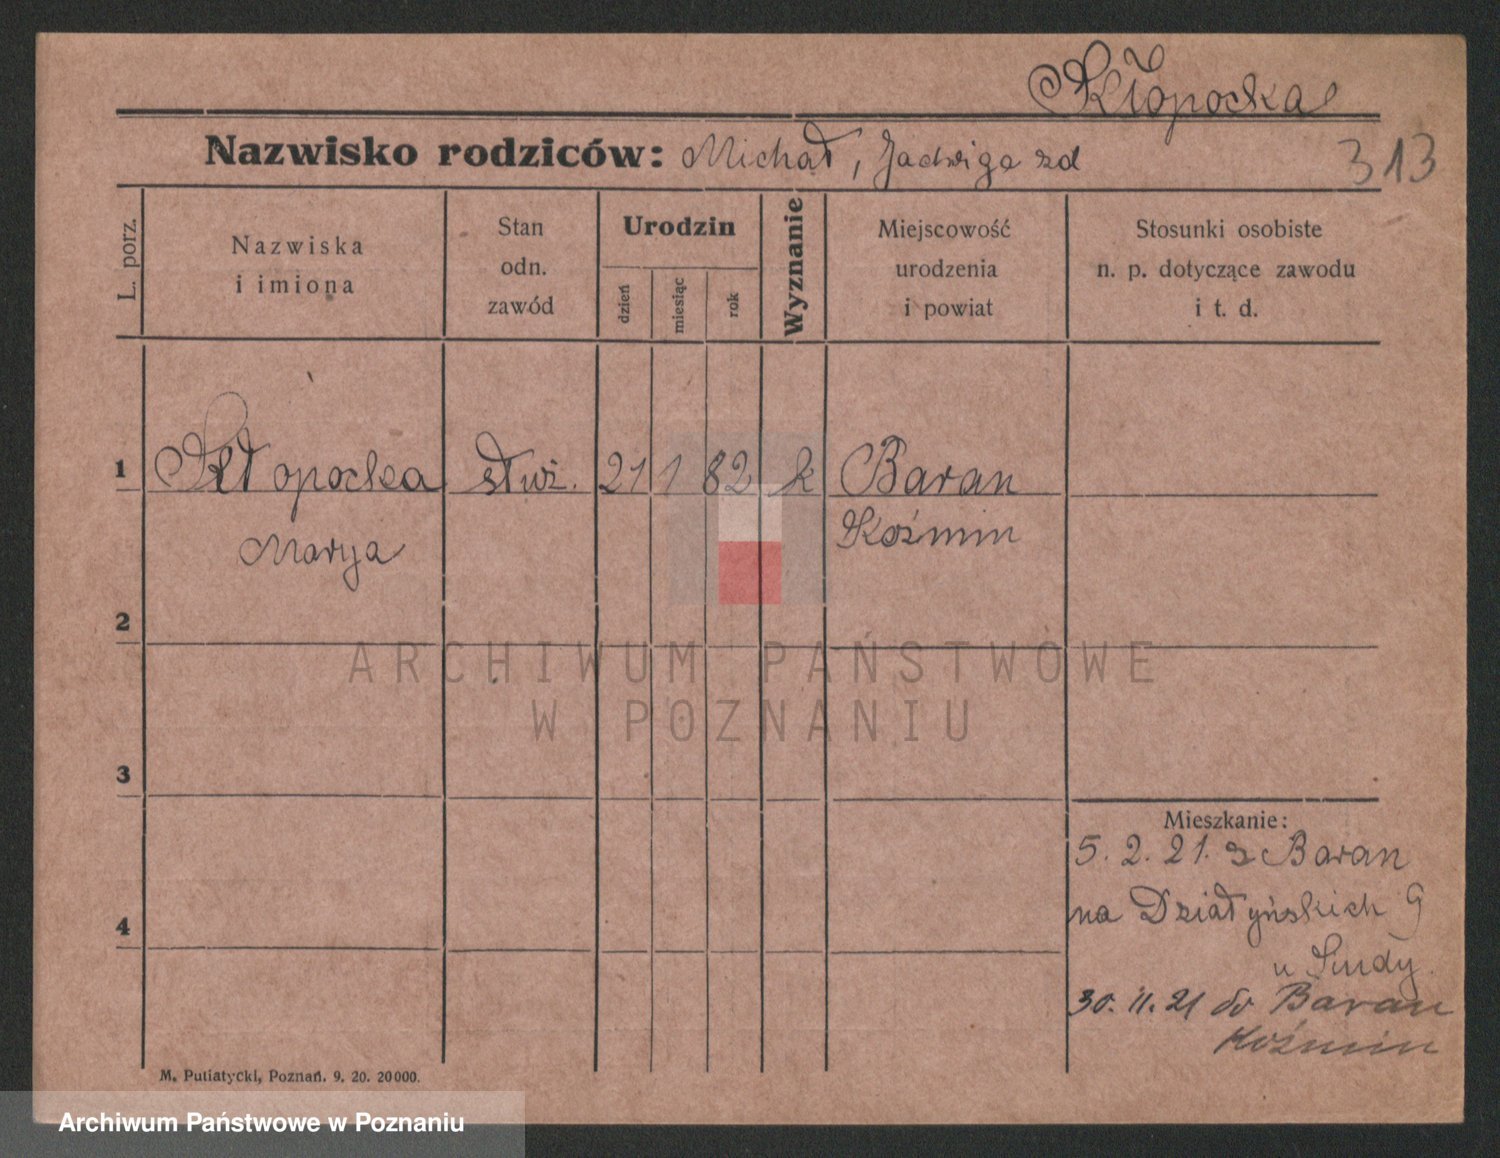 Kłopocka
Nazwisko rodziców: Michał, Jadwiga zd
313
L. porz.
Nazwiska
i imiona
Stan
odn.
zawód
Urodzin
dzień
miesiąc
rok
Wyznanie
Miejscowość
urodzenia
i powiat
Stosunki osobiste
n. p. dotyczące zawodu
i t. d.
1 Kłopocka służ. 21 1 82 k Baran
Marya Koźmin
2
3
Mieszkanie:
5. 2. 21. z Baran
na Działyńskich 9
4
u
30. 11. 21 do Baran
Koźmin
M. Putiatycki, Poznań. 9. 20. 20000.
ARCHIWUM PAŃSTWOWE
W POZNANIU
Archiwum Państwowe w Poznaniu